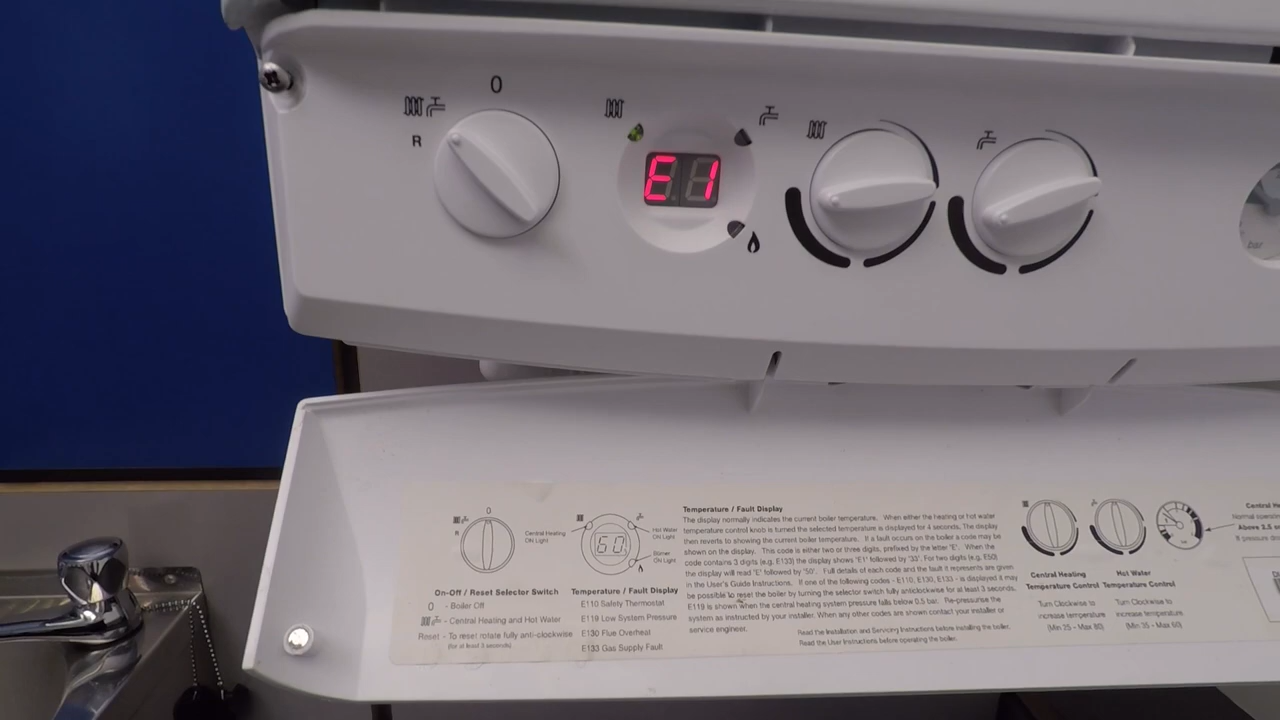 0
R
E1
bar
0
R
Central Heating
ON Light
60
Hot Water
ON Light
Burner
ON Light
On-Off / Reset Selector Switch
0 - Boiler Off
- Central Heating and Hot Water
Reset - To reset rotate fully anti-clockwise
(for at least 3 seconds)
Temperature / Fault Display
E110 Safety Thermostat
E119 Low System Pressure
E130 Flue Overheat
E133 Gas Supply Fault
Temperature / Fault Display
The display normally indicates the current boiler temperature. When either the heating or hot water
temperature control knob is turned the selected temperature is displayed for 4 seconds. The display
then reverts to showing the current boiler temperature. If a fault occurs on the boiler a code may be
shown on the display. This code is either two or three digits, prefixed by the letter 'E'. When the
code contains 3 digits (e.g. E133) the display shows 'E1' followed by '33'. For two digits (e.g. E50)
the display will read 'E' followed by '50'. Full details of each code and the fault it represents are given
in the User's Guide Instructions. If one of the following codes - E110, E130, E133 - is displayed it may
be possible to reset the boiler by turning the selector switch fully anticlockwise for at least 3 seconds.
E119 is shown when the central heating system pressure falls below 0.5 bar. Re-pressurise the
system as instructed by your installer. When any other codes are shown contact your installer or
service engineer.
Read the Installation and Servicing Instructions before installing the boiler.
Read the User Instructions before operating the boiler.
Central Heating
Temperature Control
Turn Clockwise to
increase temperature
(Min 25 - Max 80)
Hot Water
Temperature Control
Turn Clockwise to
increase temperature
(Min 35 - Max 60)
Central
Normal
Above
If pressure